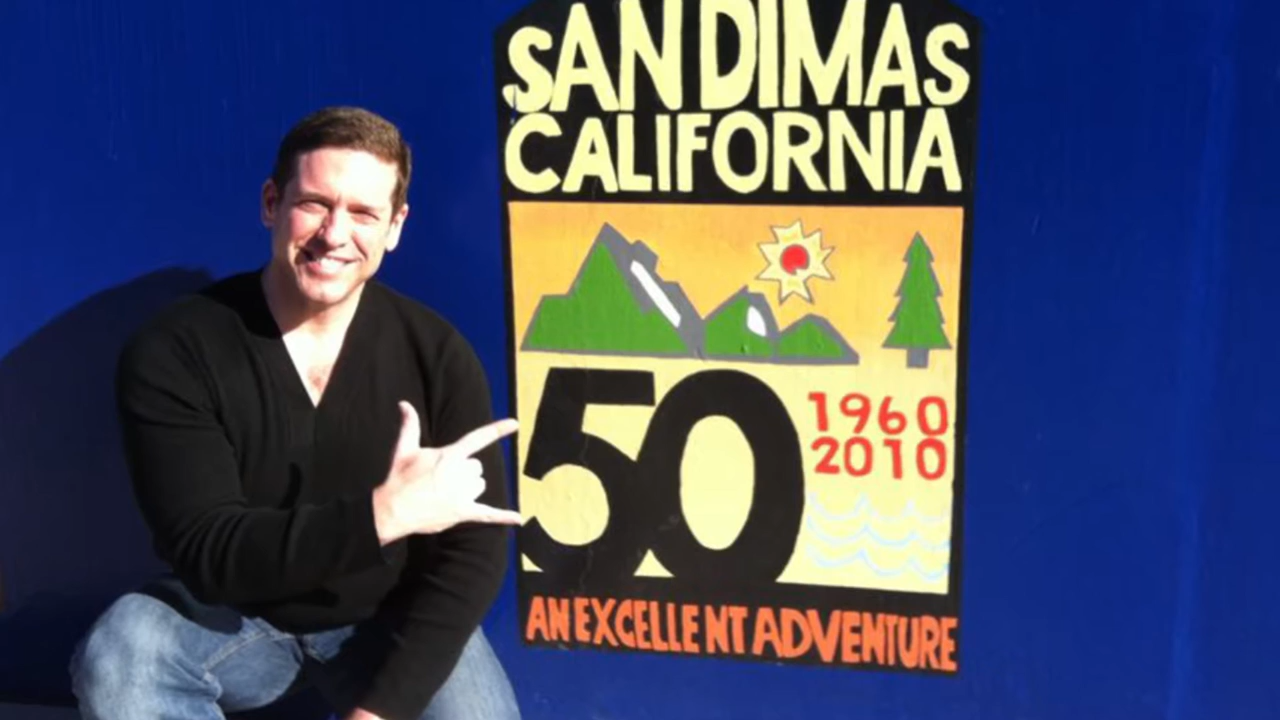 SAN DIMAS
CALIFORNIA
50
1960
2010
AN EXCELLENT ADVENTURE